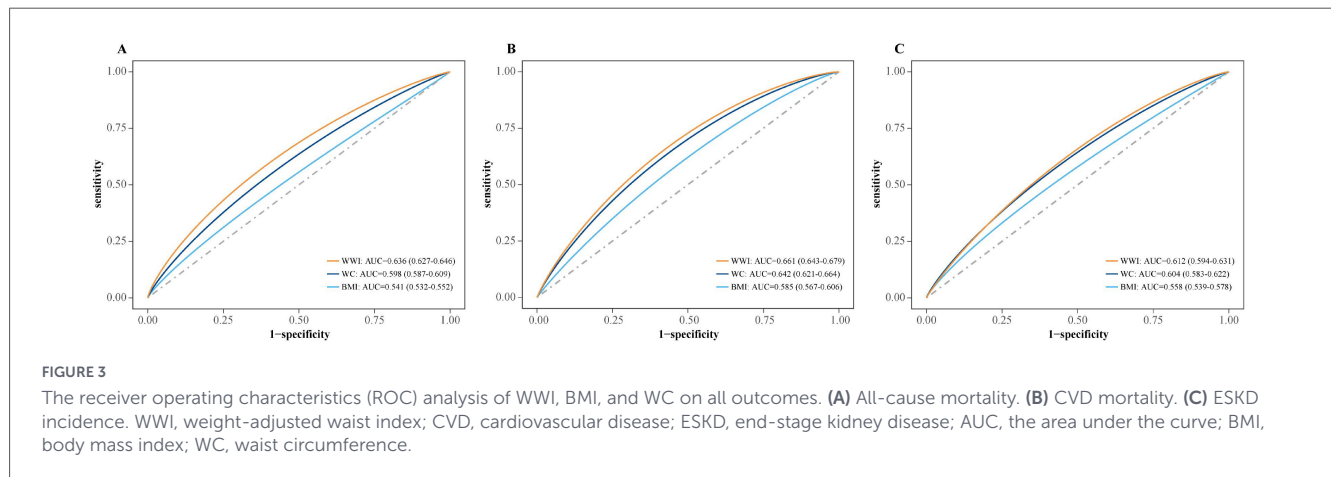 A
1.00
0.75
0.50
0.25
0.00
sensitivity
WWI: AUC=0.636 (0.627-0.646)
WC: AUC=0.598 (0.587-0.609)
BMI: AUC=0.541 (0.532-0.552)
0.00 0.25 0.50 0.75 1.00
1−specificity
B
1.00
0.75
0.50
0.25
0.00
sensitivity
WWI: AUC=0.661 (0.643-0.679)
WC: AUC=0.642 (0.621-0.664)
BMI: AUC=0.585 (0.567-0.606)
0.00 0.25 0.50 0.75 1.00
1−specificity
C
1.00
0.75
0.50
0.25
0.00
sensitivity
WWI: AUC=0.612 (0.594-0.631)
WC: AUC=0.604 (0.583-0.622)
BMI: AUC=0.558 (0.539-0.578)
0.00 0.25 0.50 0.75 1.00
1−specificity
FIGURE 3
The receiver operating characteristics (ROC) analysis of WWI, BMI, and WC on all outcomes. (A) All-cause mortality. (B) CVD mortality. (C) ESKD
incidence. WWI, weight-adjusted waist index; CVD, cardiovascular disease; ESKD, end-stage kidney disease; AUC, the area under the curve; BMI,
body mass index; WC, waist circumference.